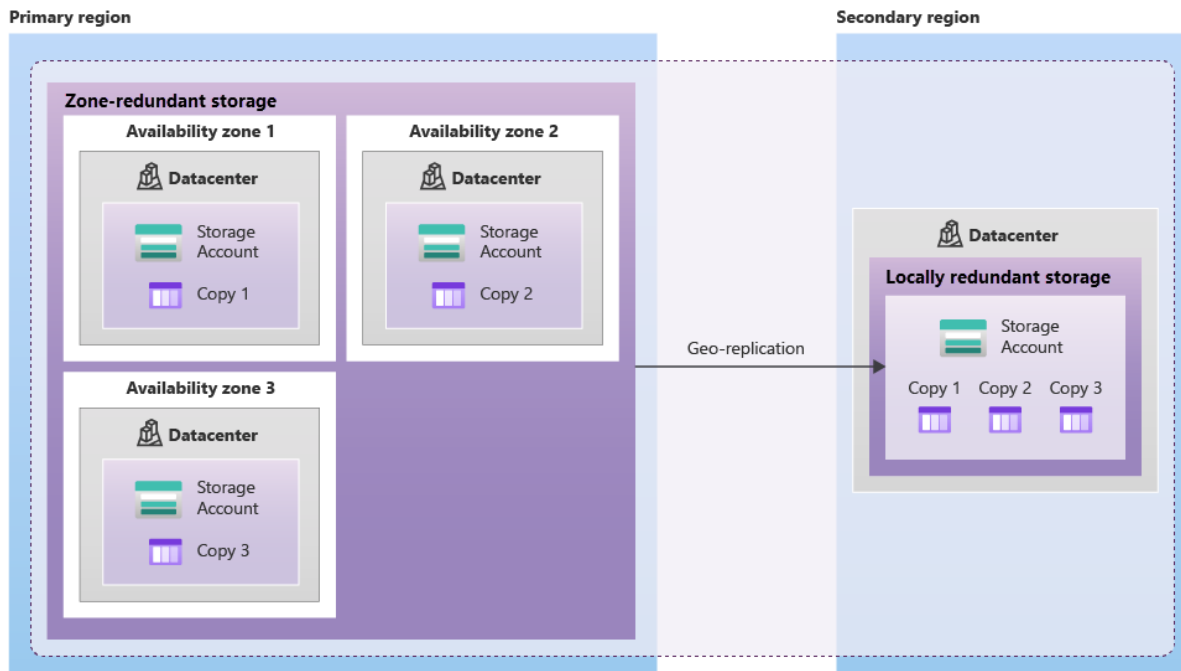 Primary region
Secondary region
Zone-redundant storage
Availability zone 1
Datacenter
Storage
Account
Copy 1
Availability zone 2
Datacenter
Storage
Account
Copy 2
Availability zone 3
Datacenter
Storage
Account
Copy 3
Geo-replication
Datacenter
Locally redundant storage
Storage
Account
Copy 1 Copy 2 Copy 3